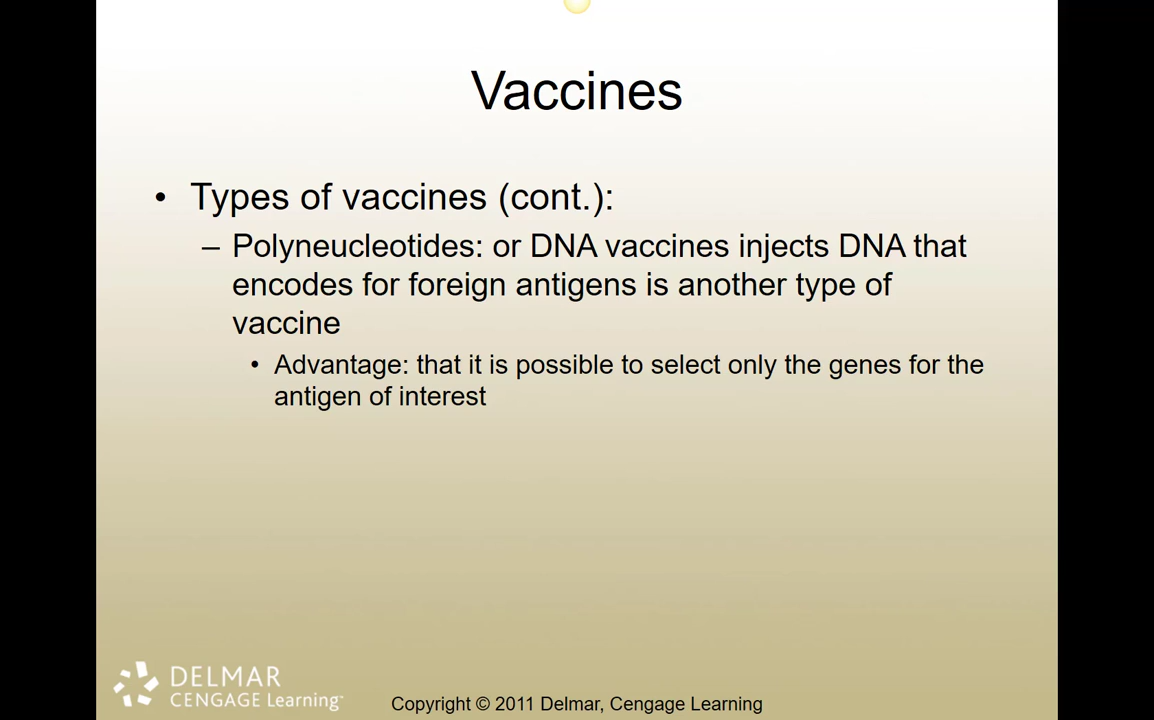 Vaccines
• Types of vaccines (cont.):
– Polyneucleotides: or DNA vaccines injects DNA that
encodes for foreign antigens is another type of
vaccine
• Advantage: that it is possible to select only the genes for the
antigen of interest
DELMAR
CENGAGE Learning™
Copyright © 2011 Delmar, Cengage Learning